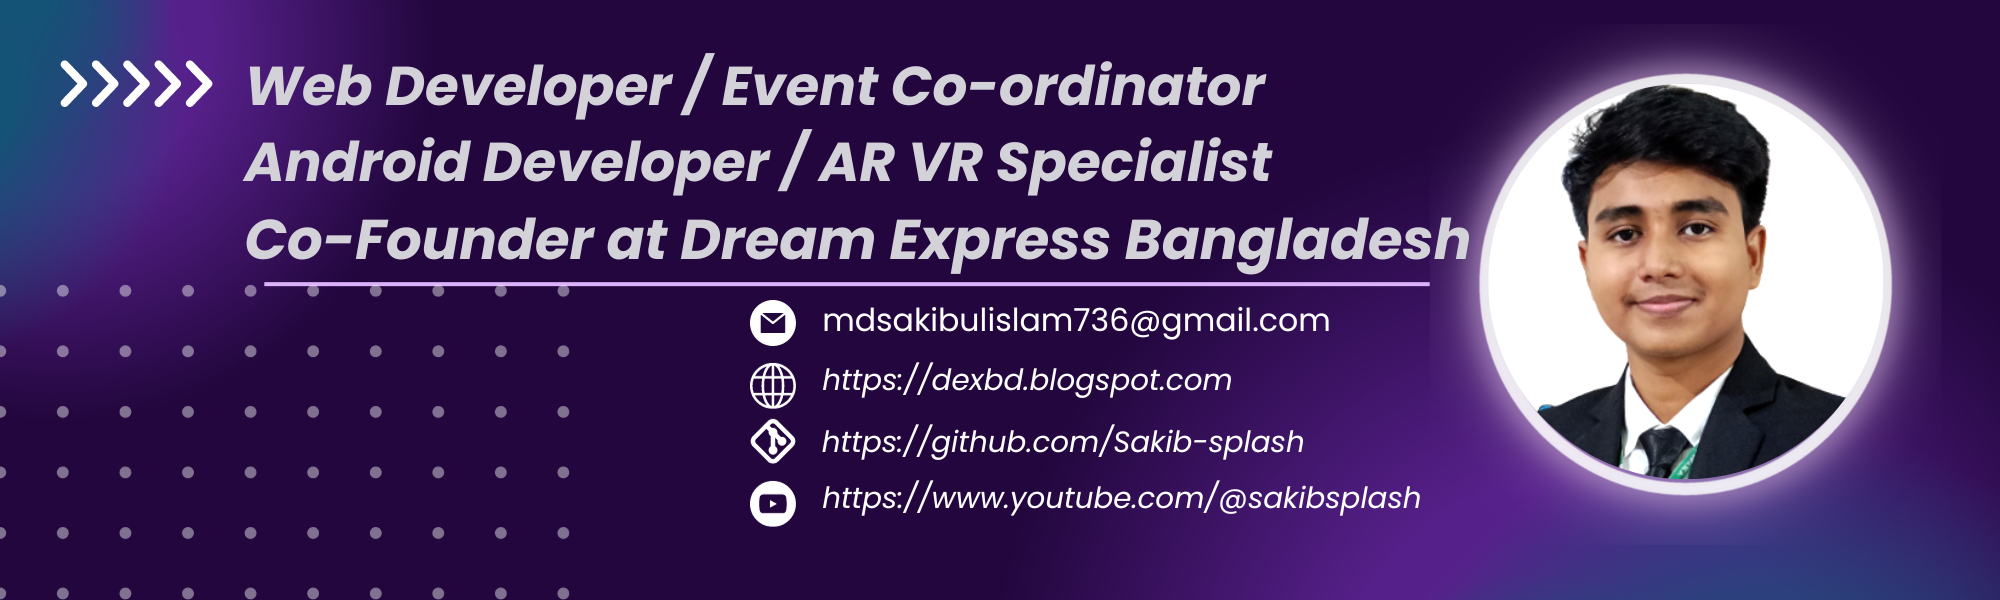 Web Developer / Event Co-ordinator
Android Developer / AR VR Specialist
Co-Founder at Dream Express Bangladesh
mdsakibulislam736@gmail.com
https://dexbd.blogspot.com
https://github.com/Sakib-splash
https://www.youtube.com/@sakibsplash